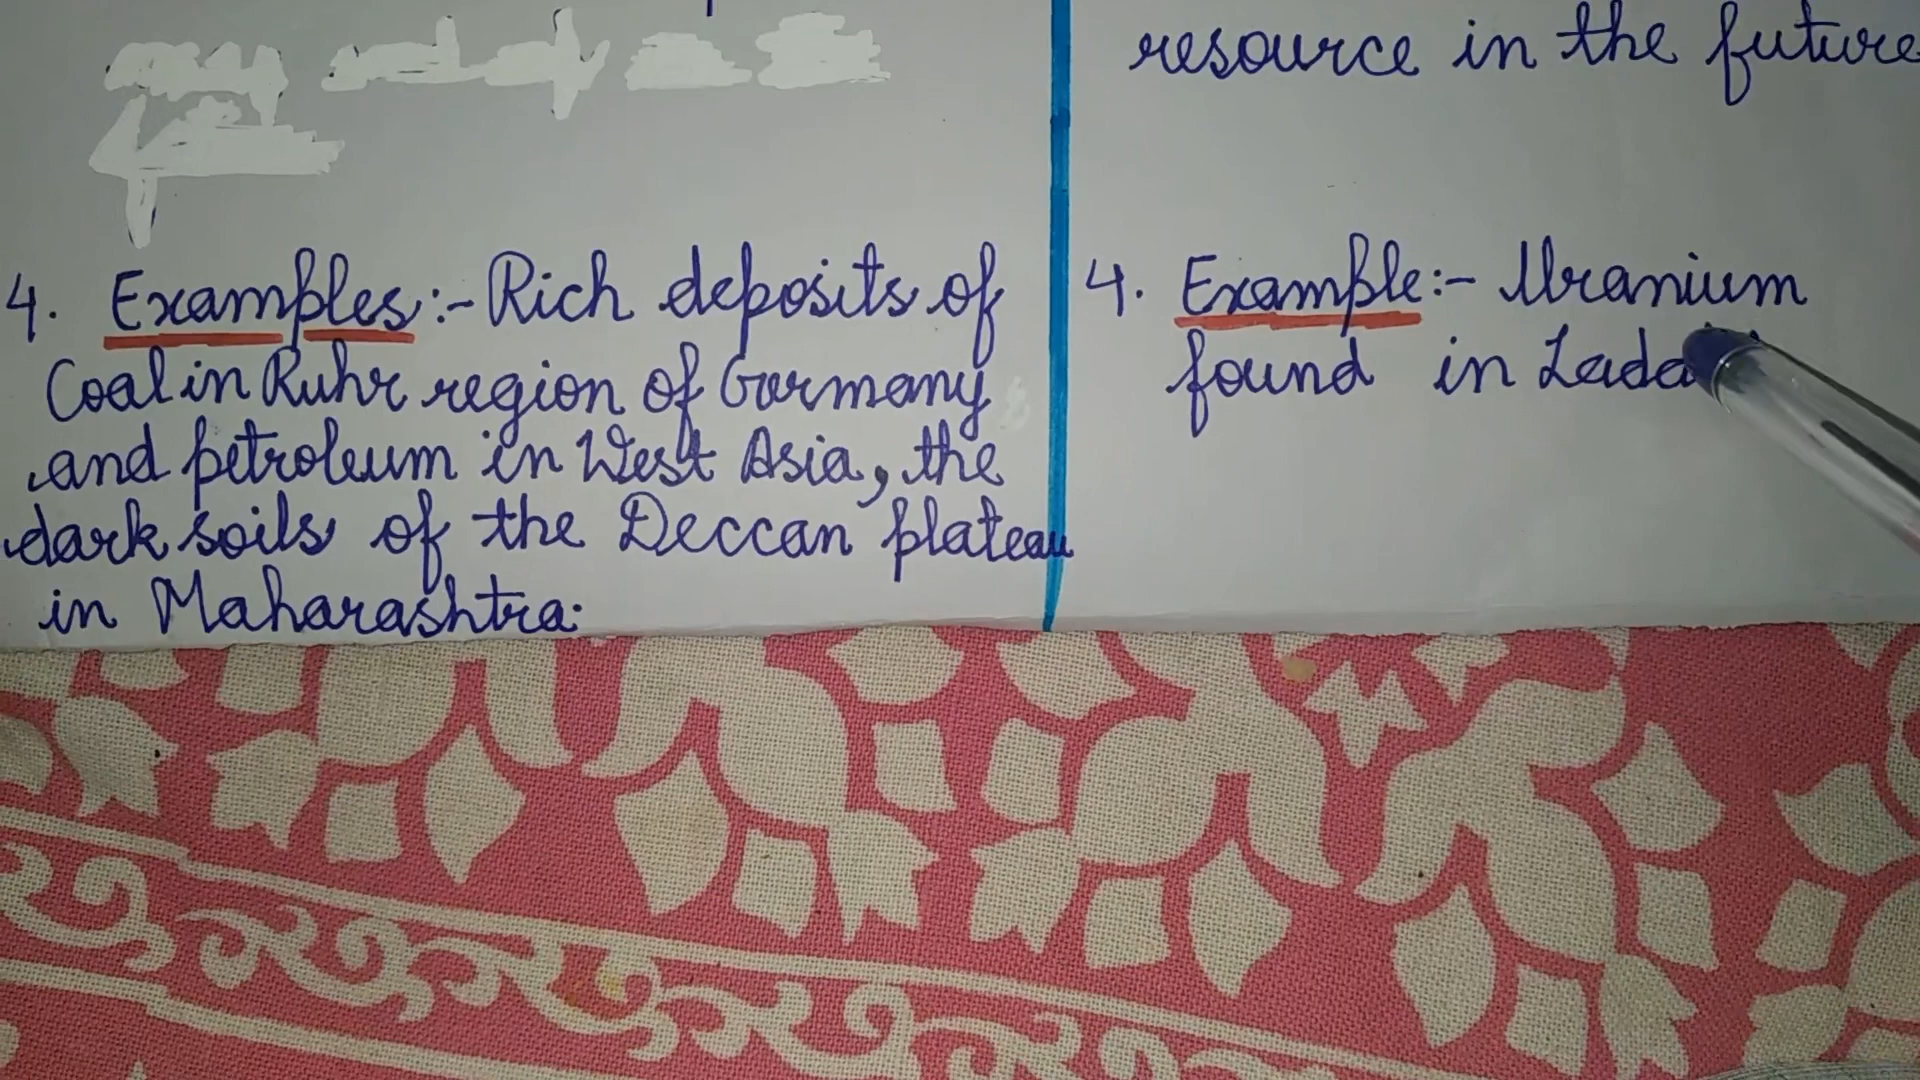 4. Examples:- Rich deposits of
Coal in Ruhr region of Germany
and petroleum in West Asia, the
dark soils of the Deccan plateau
in Maharashtra.
resource in the future
4. Example:- Uranium
found in Lada